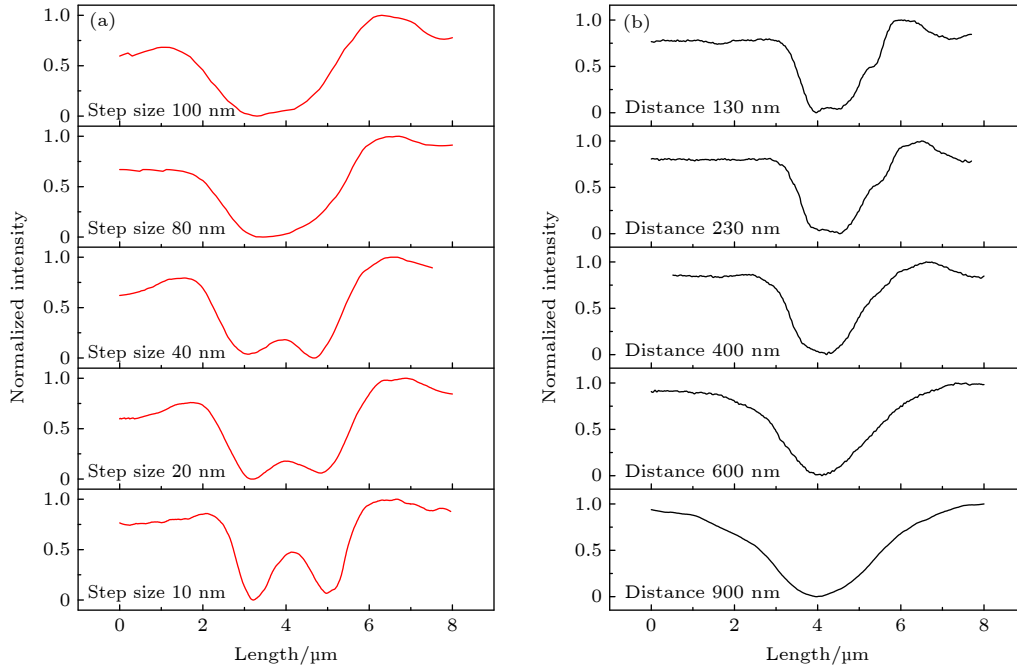 (a)
1.0
0.5
0
Step size 100 nm
1.0
0.5
0
Step size 80 nm
1.0
0.5
0
Step size 40 nm
1.0
0.5
0
Step size 20 nm
1.0
0.5
0
Step size 10 nm
0 2 4 6 8
Length/μm
Normalized intensity
(b)
1.0
0.5
0
Distance 130 nm
1.0
0.5
0
Distance 230 nm
1.0
0.5
0
Distance 400 nm
1.0
0.5
0
Distance 600 nm
1.0
0.5
0
Distance 900 nm
0 2 4 6 8
Length/μm
Normalized intensity